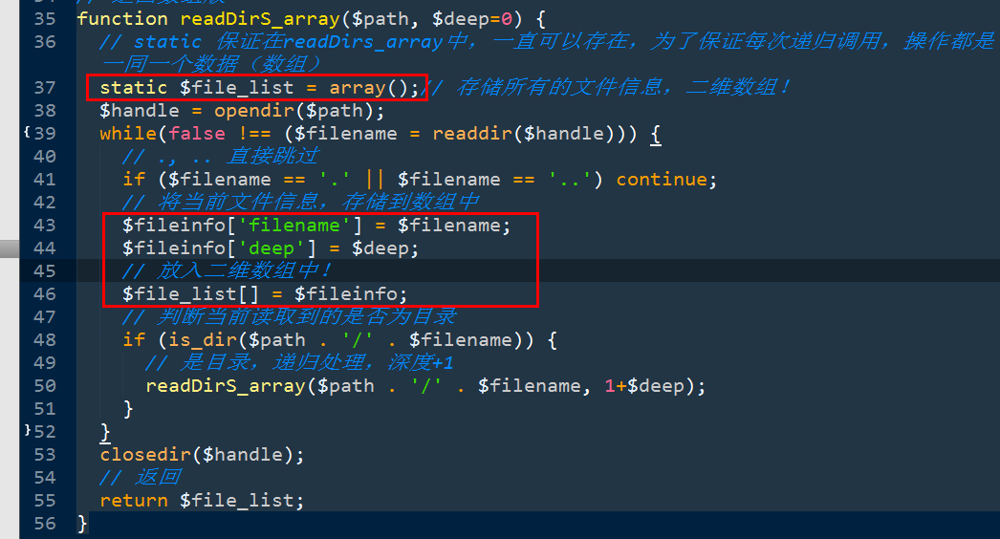 35 function readDirS_array($path, $deep=0) {
36 // static 保证在readDirs_array中，一直可以存在，为了保证每次递归调用，操作都是
一同一个数据（数组）
37 static $file_list = array();// 存储所有的文件信息，二维数组！
38 $handle = opendir($path);
{39 while(false !== ($filename = readdir($handle))) {
40 // ., .. 直接跳过
41 if ($filename == '.' || $filename == '..') continue;
42 // 将当前文件信息，存储到数组中
43 $fileinfo['filename'] = $filename;
44 $fileinfo['deep'] = $deep;
45 // 放入二维数组中！
46 $file_list[] = $fileinfo;
47 // 判断当前读取到的是否为目录
48 if (is_dir($path . '/' . $filename)) {
49 // 是目录，递归处理，深度+1
50 readDirS_array($path . '/' . $filename, 1+$deep);
51 }
}52 }
53 closedir($handle);
54 // 返回
55 return $file_list;
56 }